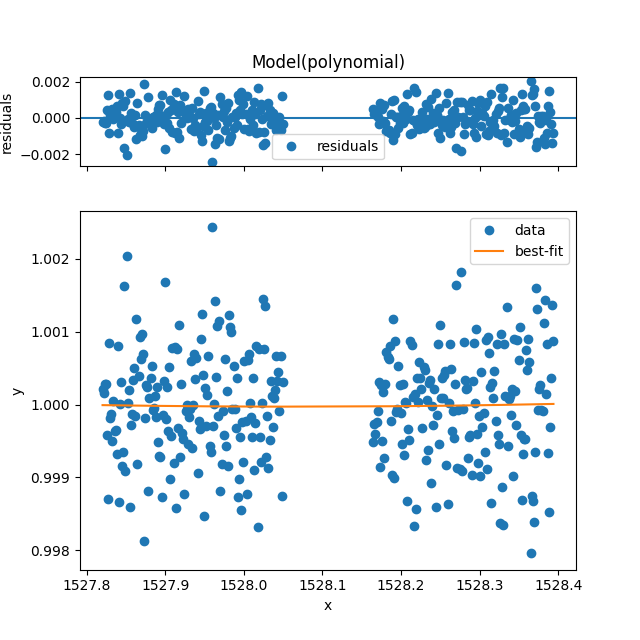 Model(polynomial)
0.002
0.000
−0.002
residuals
residuals
1.002
1.001
1.000
0.999
0.998
y
data
best-fit
1527.8 1527.9 1528.0 1528.1 1528.2 1528.3 1528.4
x